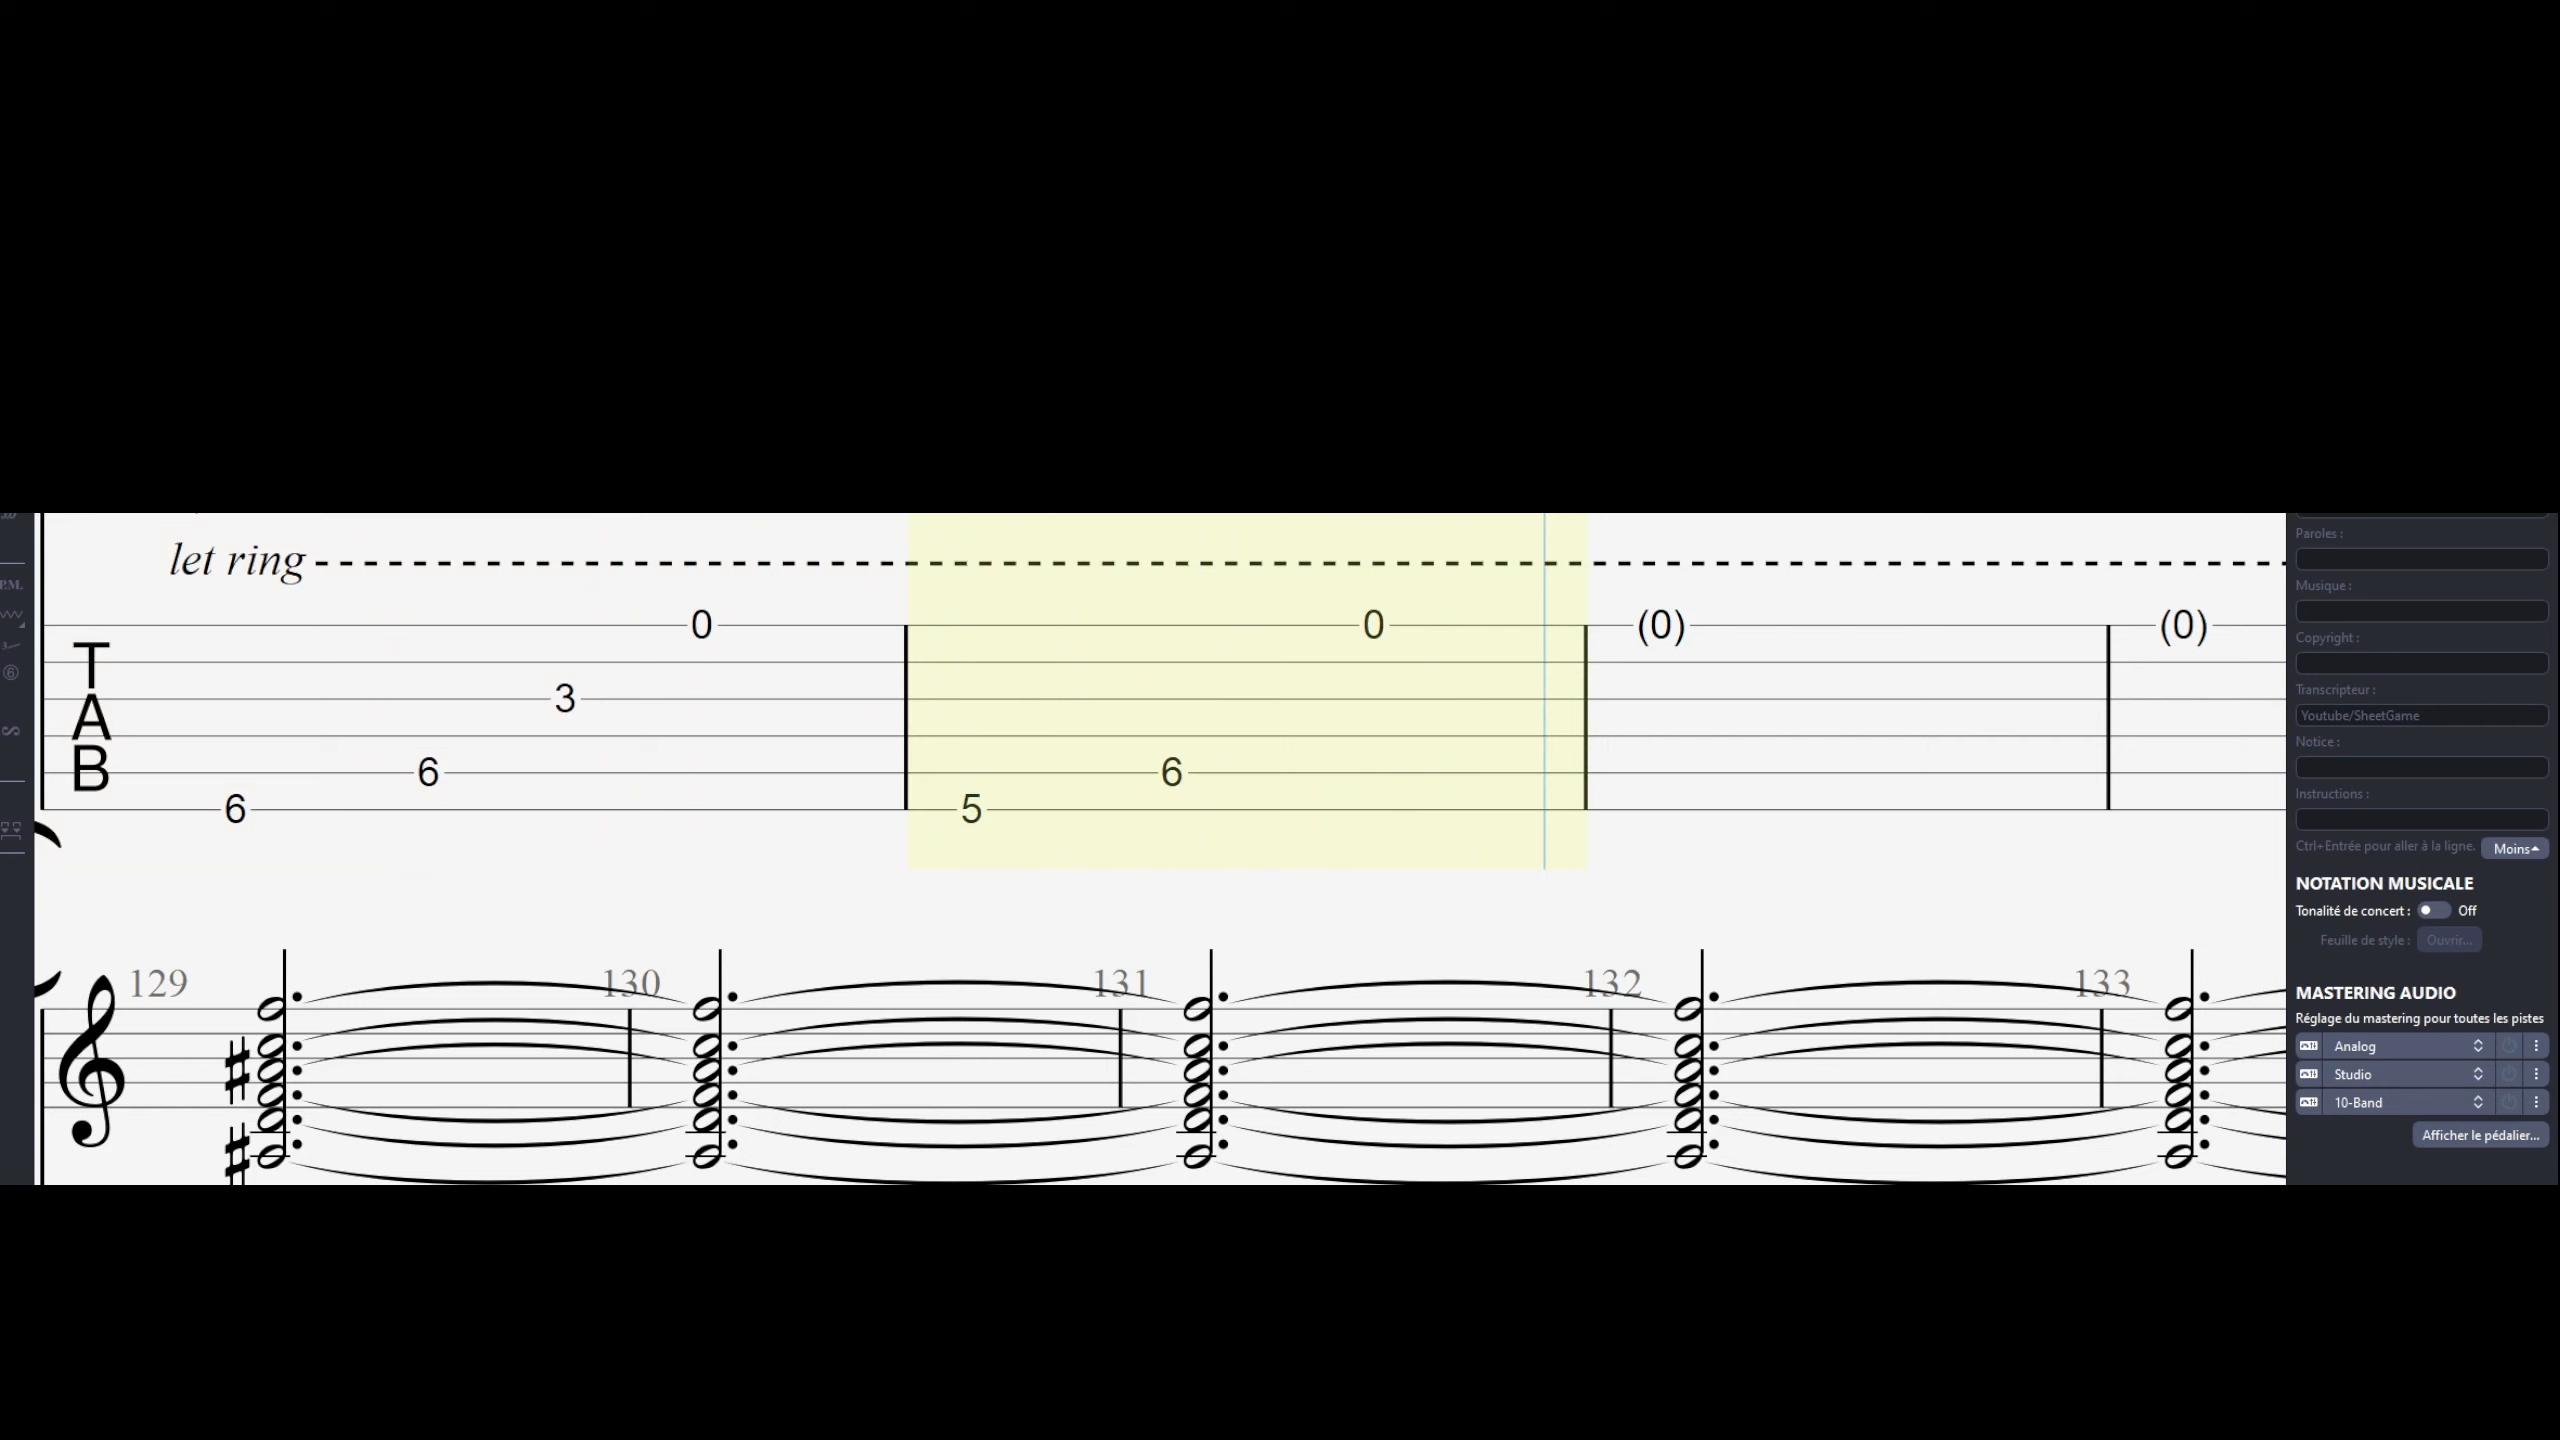 let ring
0 0 (0) (0)
T
A
B
3
6 6
6 5
129 130 131 132 133
P.M.
3
6
Paroles :
Musique :
Copyright :
Transcripteur :
Youtube/SheetGame
Notice :
Instructions :
Ctrl+Entrée pour aller à la ligne. Moins
NOTATION MUSICALE
Tonalité de concert : Off
Feuille de style : Ouvrir...
MASTERING AUDIO
Réglage du mastering pour toutes les pistes
Analog
Studio
10-Band
Afficher le pédalier...